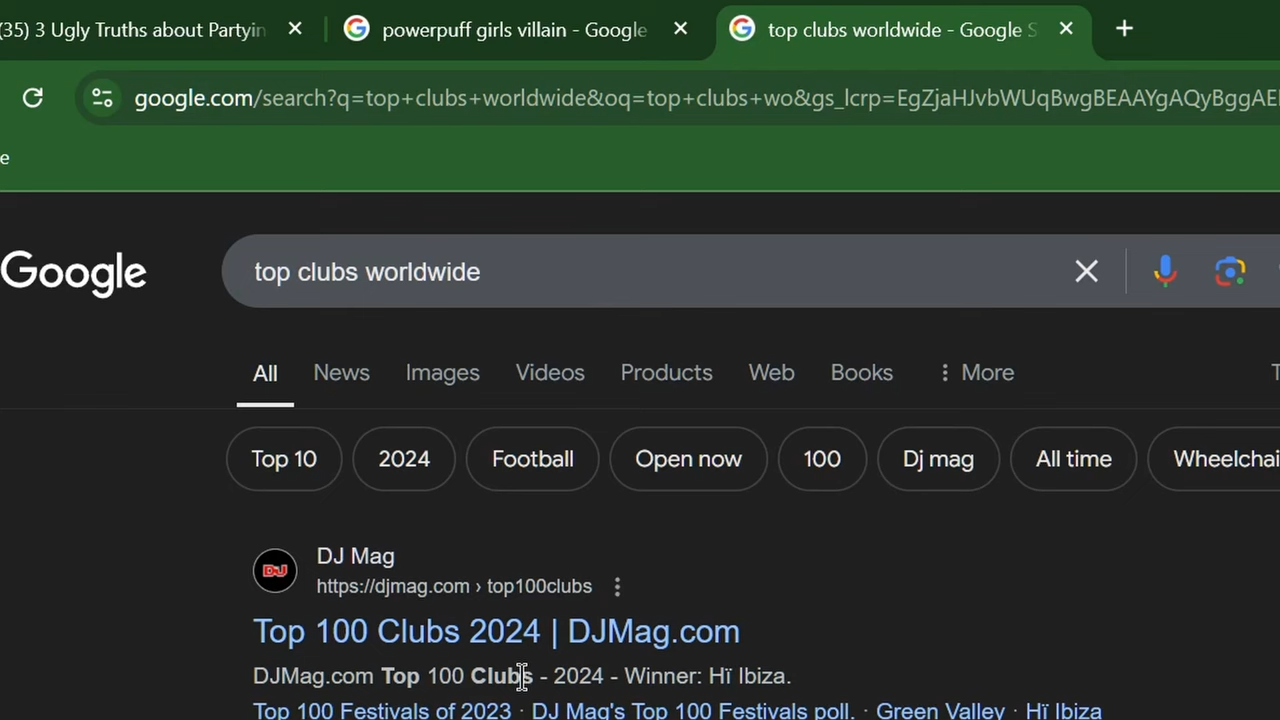 (35) 3 Ugly Truths about Partyin
powerpuff girls villain - Google
top clubs worldwide - Google S
google.com/search?q=top+clubs+worldwide&oq=top+clubs+wo&gs_lcrp=EgZjaHJvbWUqBwgBEAAYgAQyBggAE
e
Google
top clubs worldwide
All News Images Videos Products Web Books More
Top 10 2024 Football Open now 100 Dj mag All time Wheelchai
DJ
DJ Mag
https://djmag.com › top100clubs
Top 100 Clubs 2024 | DJMag.com
DJMag.com Top 100 Clubs - 2024 - Winner: Hï Ibiza.
Top 100 Festivals of 2023 · DJ Mag's Top 100 Festivals poll. · Green Valley · Hï Ibiza